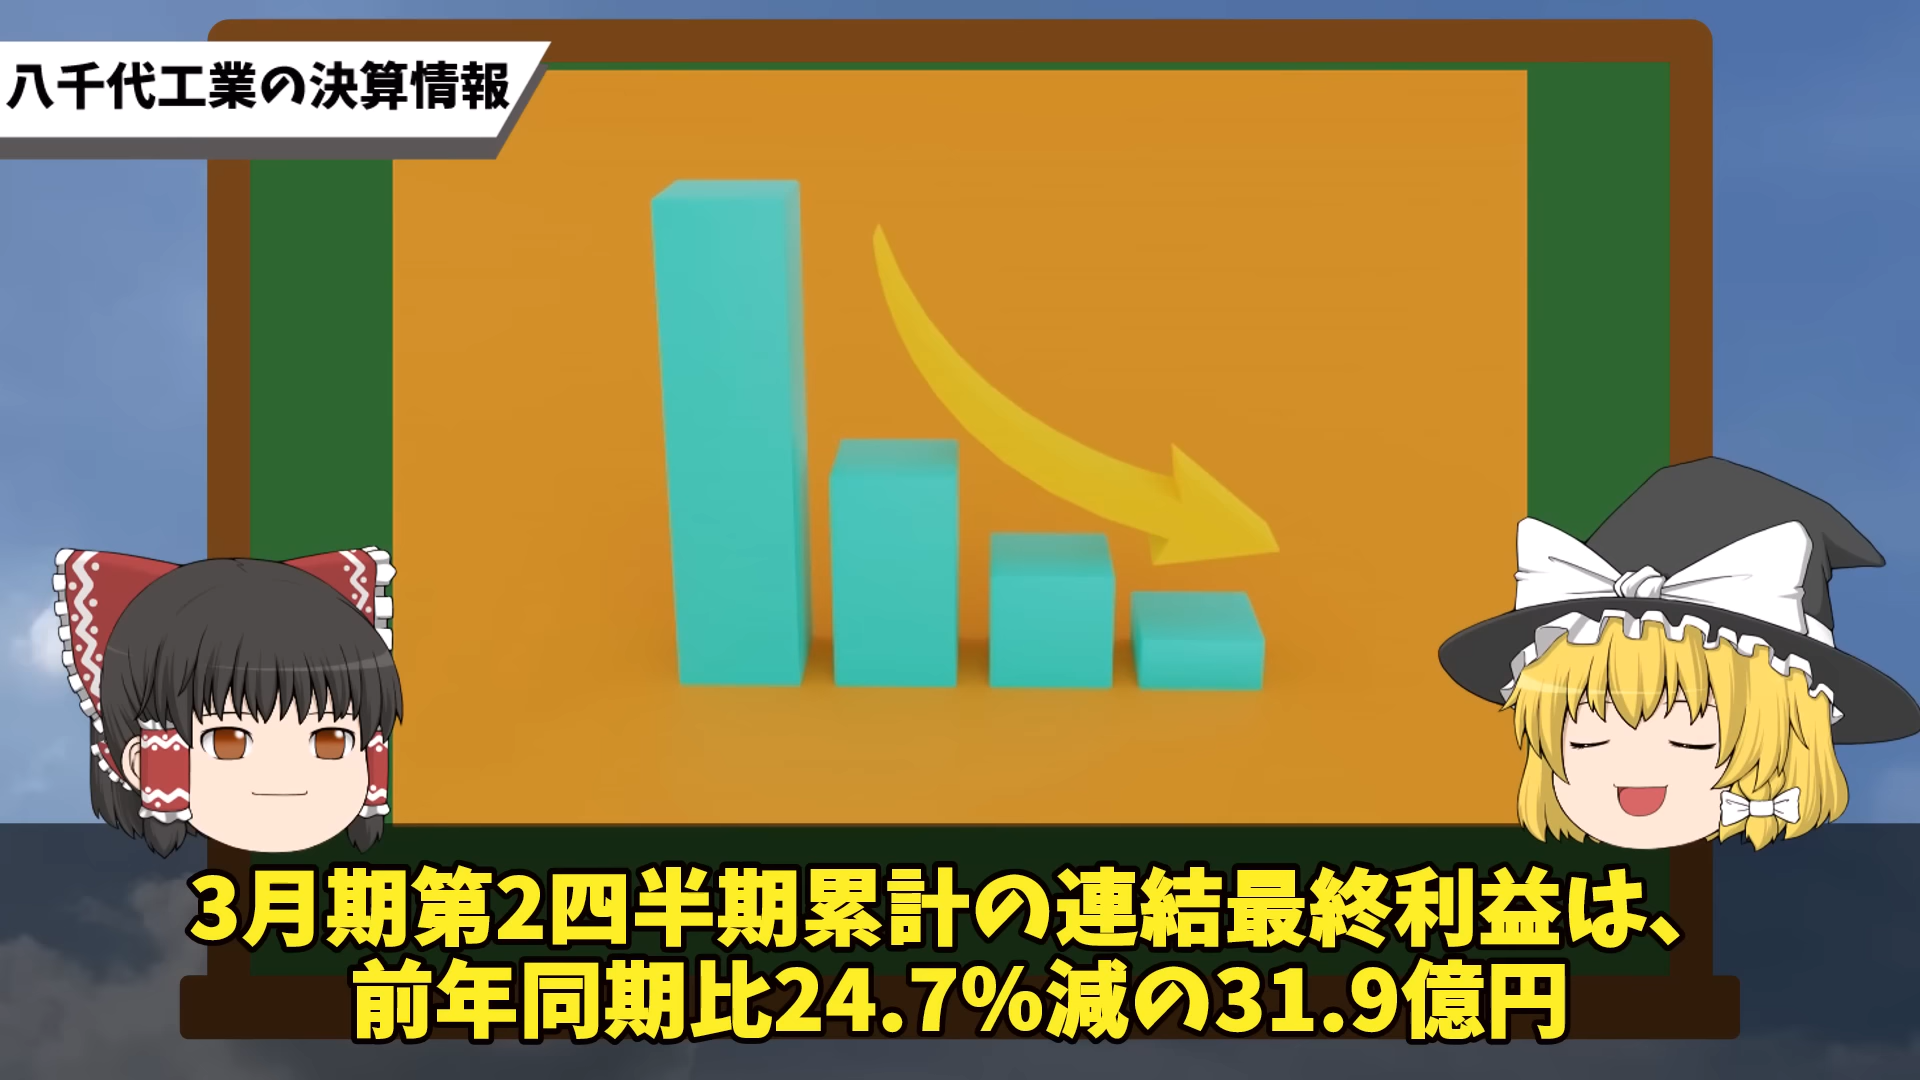 八千代工業の決算情報
3月期第2四半期累計の連結最終利益は、
前年同期比24.7%減の31.9億円